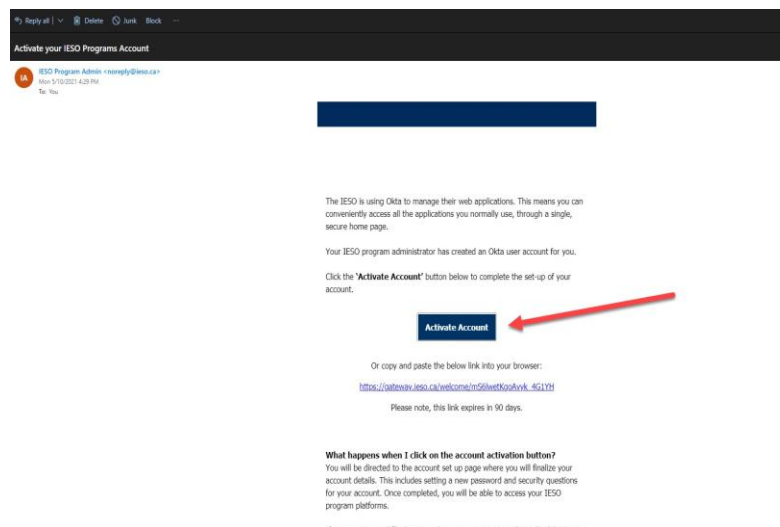 Reply all
Delete
Junk
Block
Activate your IESO Programs Account
IA
IESO Program Admin <noreply@ieso.ca>
Mon 5/10/2021 4:29 PM
To: You
The IESO is using Okta to manage their web applications. This means you can
conveniently access all the applications you normally use, through a single,
secure home page.
Your IESO program administrator has created an Okta user account for you.
Click the 'Activate Account' button below to complete the set-up of your
account.
Activate Account
Or copy and paste the below link into your browser:
Please note, this link expires in 90 days.
What happens when I click on the account activation button?
You will be directed to the account set up page where you will finalize your
account details. This includes setting a new password and security questions
for your account. Once completed, you will be able to access your IESO
program platforms.